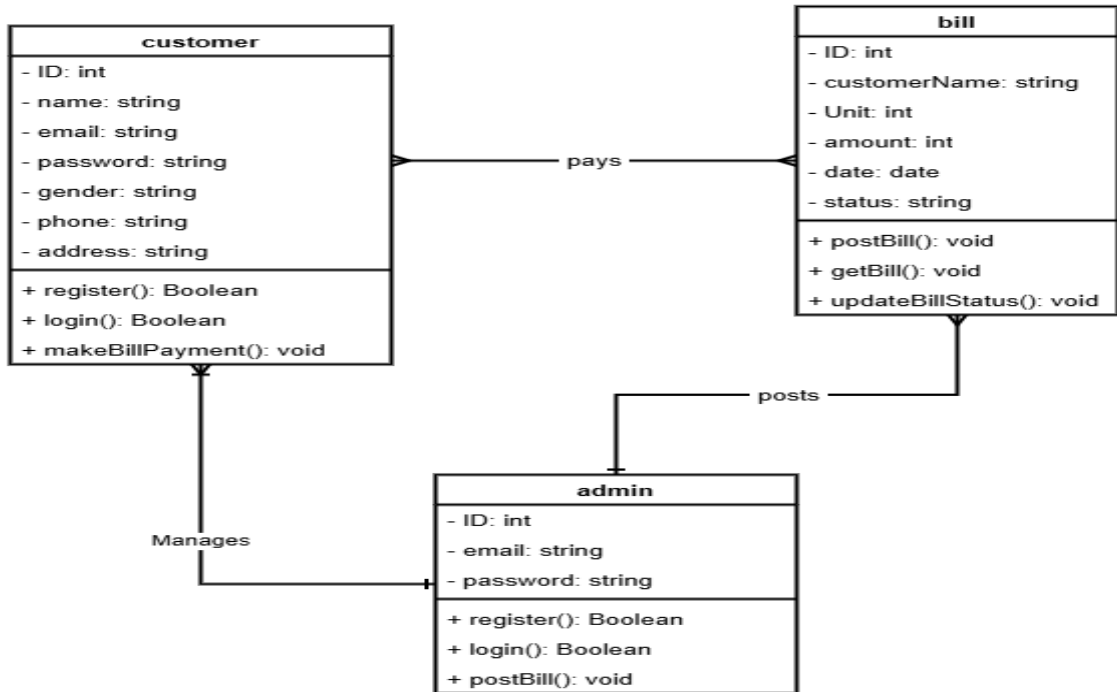 customer
- ID: int
- name: string
- email: string
- password: string
- gender: string
- phone: string
- address: string
+ register(): Boolean
+ login(): Boolean
+ makeBillPayment(): void
pays
bill
- ID: int
- customerName: string
- Unit: int
- amount: int
- date: date
- status: string
+ postBill(): void
+ getBill(): void
+ updateBillStatus(): void
posts
Manages
admin
- ID: int
- email: string
- password: string
+ register(): Boolean
+ login(): Boolean
+ postBill(): void